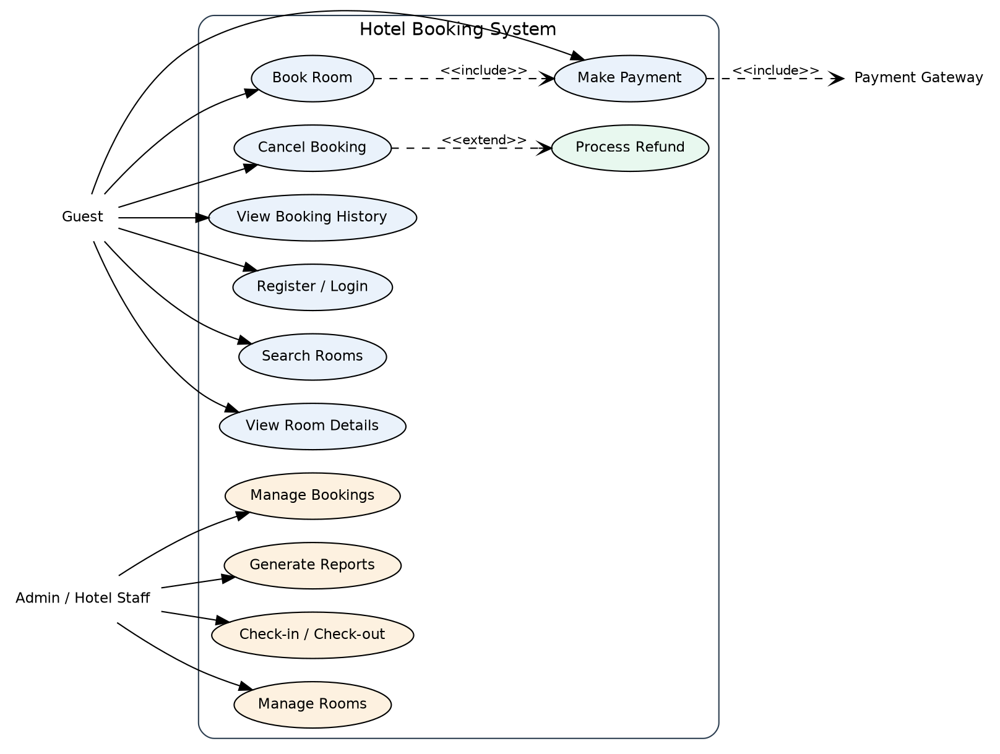 Hotel Booking System
Book Room
<<include>>
Make Payment
<<include>>
Payment Gateway
Cancel Booking
<<extend>>
Process Refund
Guest
View Booking History
Register / Login
Search Rooms
View Room Details
Manage Bookings
Generate Reports
Admin / Hotel Staff
Check-in / Check-out
Manage Rooms